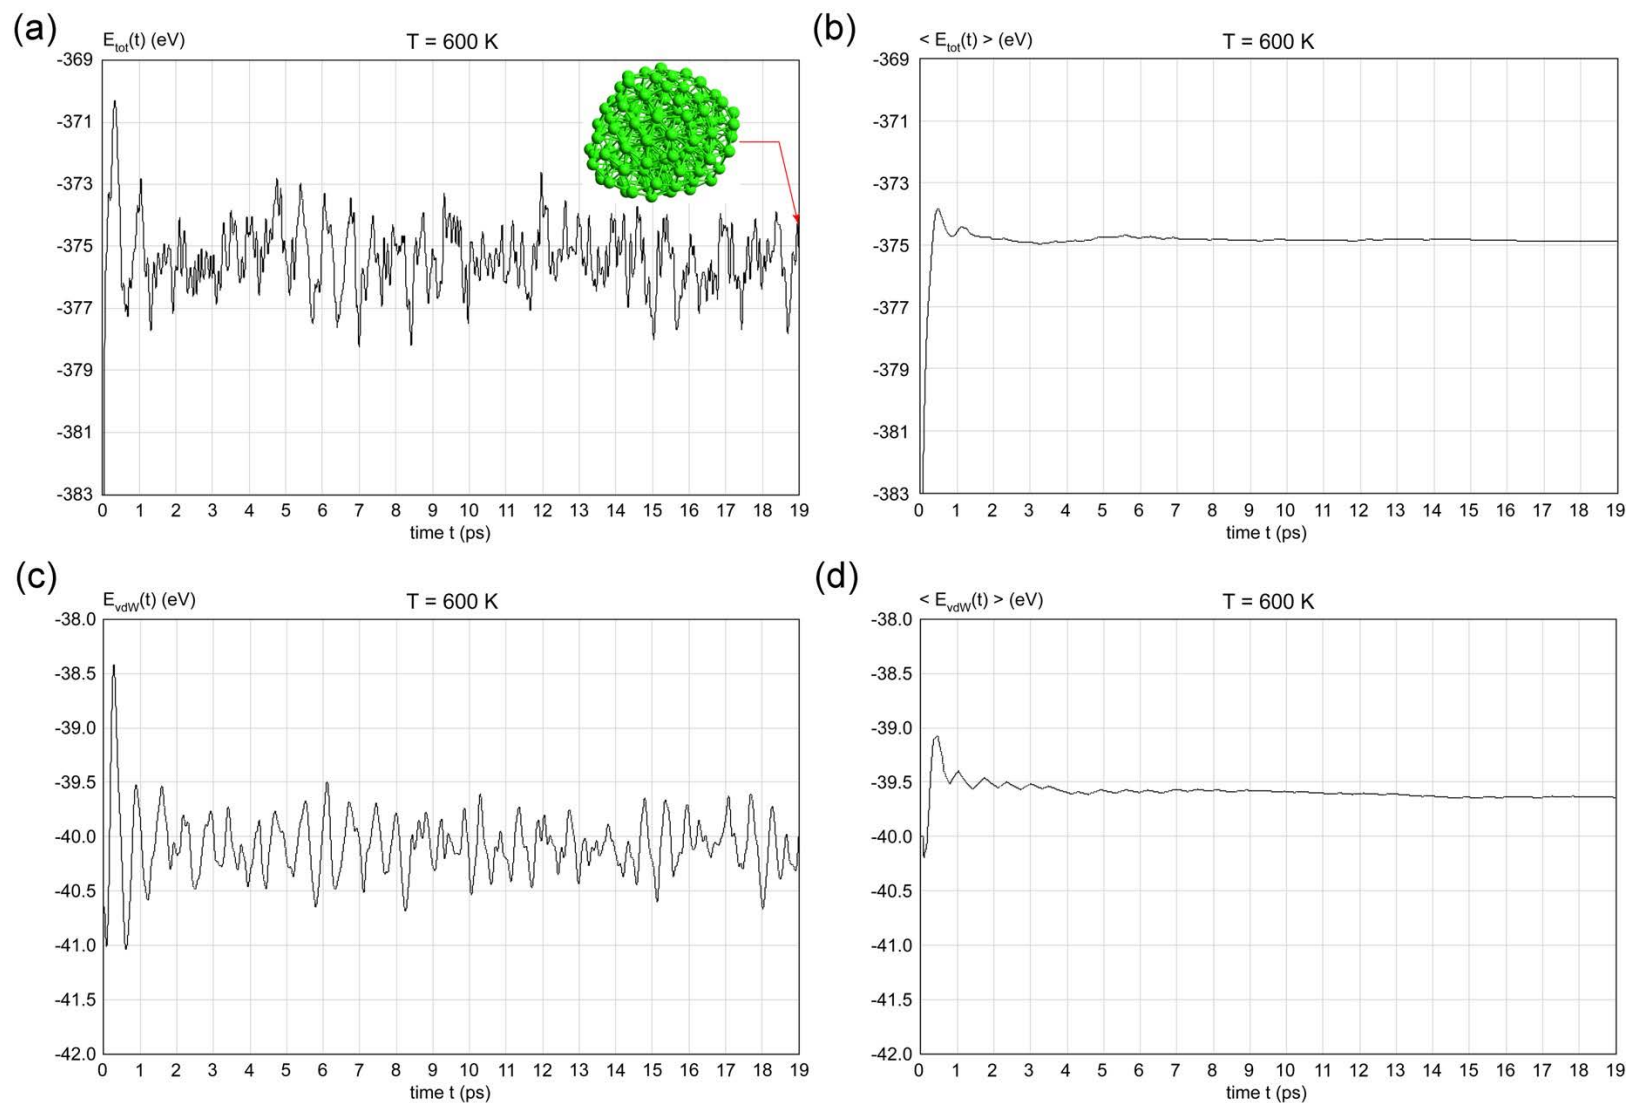 (a)
E_tot(t) (eV)
T = 600 K
-369
-371
-373
-375
-377
-379
-381
-383
0 1 2 3 4 5 6 7 8 9 10 11 12 13 14 15 16 17 18 19
time t (ps)
(b)
< E_tot(t) > (eV)
T = 600 K
-369
-371
-373
-375
-377
-379
-381
-383
0 1 2 3 4 5 6 7 8 9 10 11 12 13 14 15 16 17 18 19
time t (ps)
(c)
E_vdW(t) (eV)
T = 600 K
-38.0
-38.5
-39.0
-39.5
-40.0
-40.5
-41.0
-41.5
-42.0
0 1 2 3 4 5 6 7 8 9 10 11 12 13 14 15 16 17 18 19
time t (ps)
(d)
< E_vdW(t) > (eV)
T = 600 K
-38.0
-38.5
-39.0
-39.5
-40.0
-40.5
-41.0
-41.5
-42.0
0 1 2 3 4 5 6 7 8 9 10 11 12 13 14 15 16 17 18 19
time t (ps)